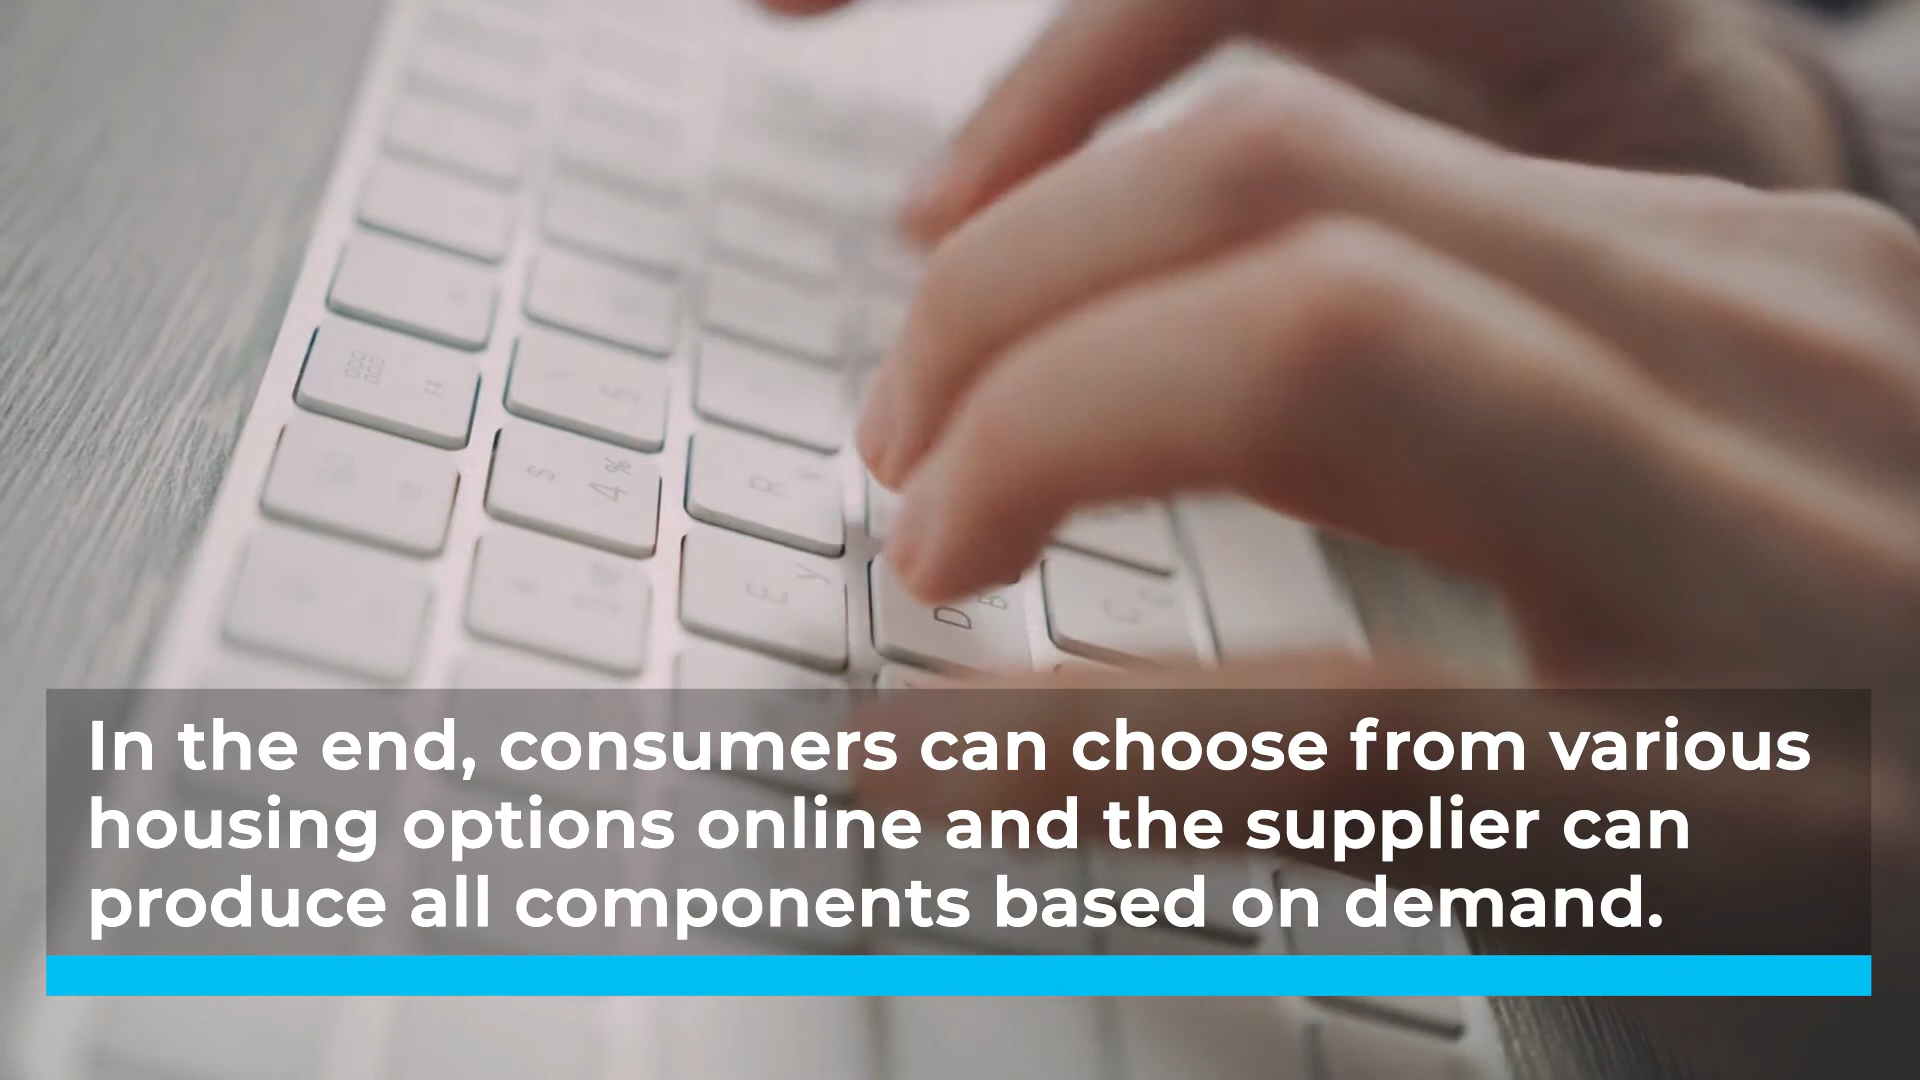 $
4 %
R
E У
D В
C
In the end, consumers can choose from various
housing options online and the supplier can
produce all components based on demand.